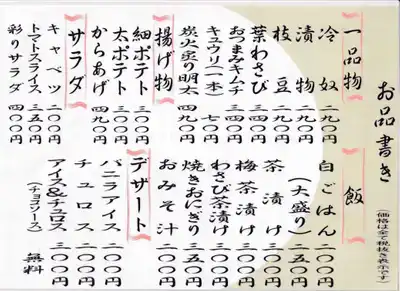 お品書き
(価格は全て税抜き表示です)
一品物
冷奴 二九〇円
漬物 二九〇円
枝豆 二九〇円
葉わさび 三四〇円
おつまみキムチ 三四〇円
キュウリ(一本) 七〇円
炭火炙り明太 四九〇円
揚げ物
細ポテト 三〇〇円
太ポテト 三〇〇円
からあげ 四九〇円
サラダ
キャベツ 二〇〇円
トマトスライス 三五〇円
彩りサラダ 四〇〇円
飯
白ごはん 二〇〇円
(大盛り) 二五〇円
茶漬け 三〇〇円
梅茶漬け 三〇〇円
わさび茶漬け 三〇〇円
焼きおにぎり 三五〇円
おみそ汁 二〇〇円
デザート
バニラアイス 二〇〇円
チュロス 二〇〇円
アイス&チュロス 三〇〇円
(チョコソース) 無料